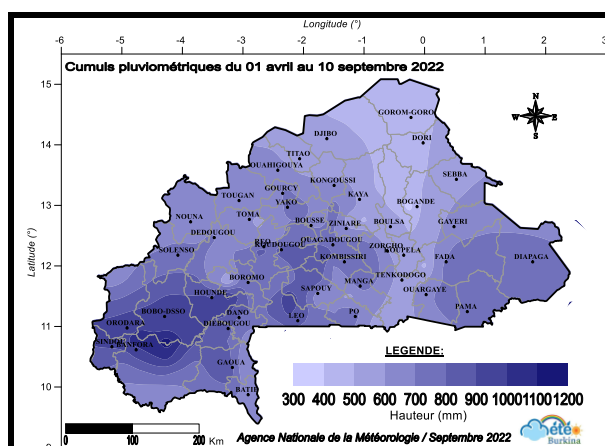 Longitude (°)
-6 -5 -4 -3 -2 -1 0 1 2 3
Cumuls pluviométriques du 01 avril au 10 septembre 2022
15
14
13
12
11
10
Latitude (°)
N
W E
S
GOROM-GORO
DJIBO
DORI
TITAO
OUAHIGOUYA
KONGOUSSI
SEBBA
GOURCY
KAYA
TOUGAN
YAKO
BOGANDE
NOUNA
TOMA
BOUSSE
ZINIARE
BOULSA
GAYERI
DEDOUGOU
REO
OUAGADOUGOU
SOLENSO
KOUDOUGOU
ZORGHO
KOUPELA
KOMBISSIRI
FADA
DIAPAGA
BOROMO
TENKODOGO
MANGA
HOUNDE
SAPOUY
OUARGAYE
BOBO-DSSO
DANO
LEO
PO
PAMA
ORODARA
DIEBOUGOU
SINDOU
BANFORA
GAOUA
BATIE
LEGENDE:
300 400 500 600 700 800 900 1000 1100 1200
Hauteur (mm)
0 100 200 Km
Agence Nationale de la Météorologie / Septembre 2022
météo
Burkina